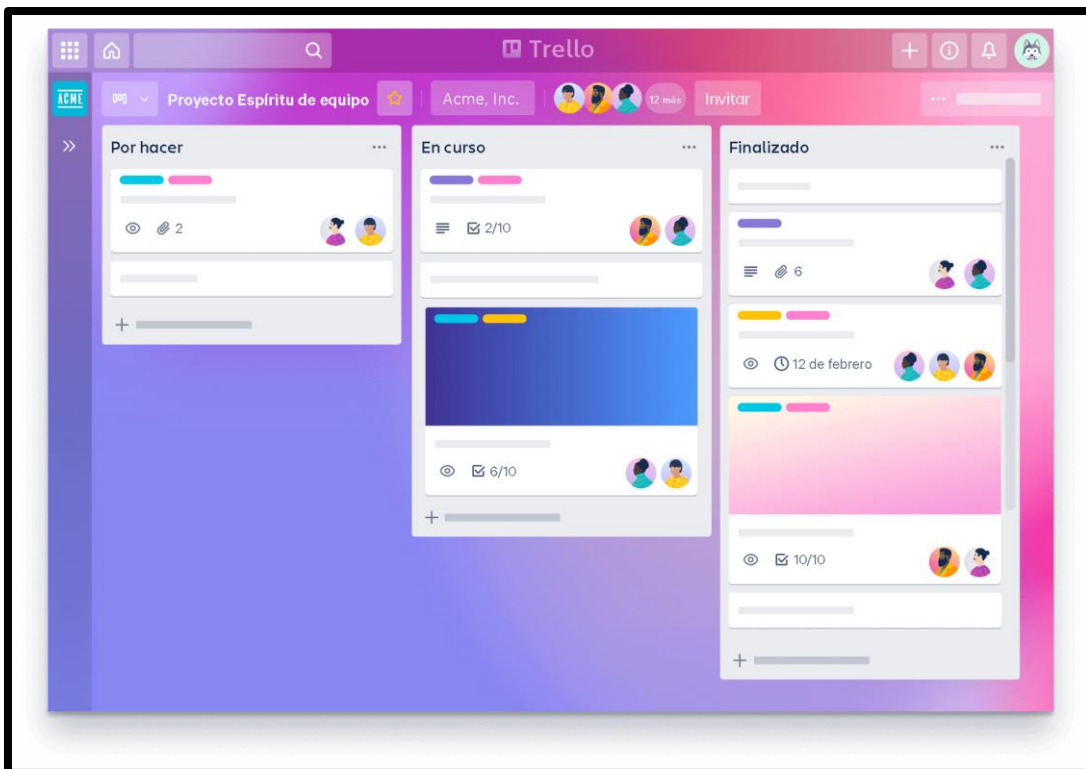 Trello
ACME
Proyecto Espíritu de equipo
Acme, Inc.
12 más
Invitar
Por hacer
2
En curso
2/10
6/10
Finalizado
6
12 de febrero
10/10